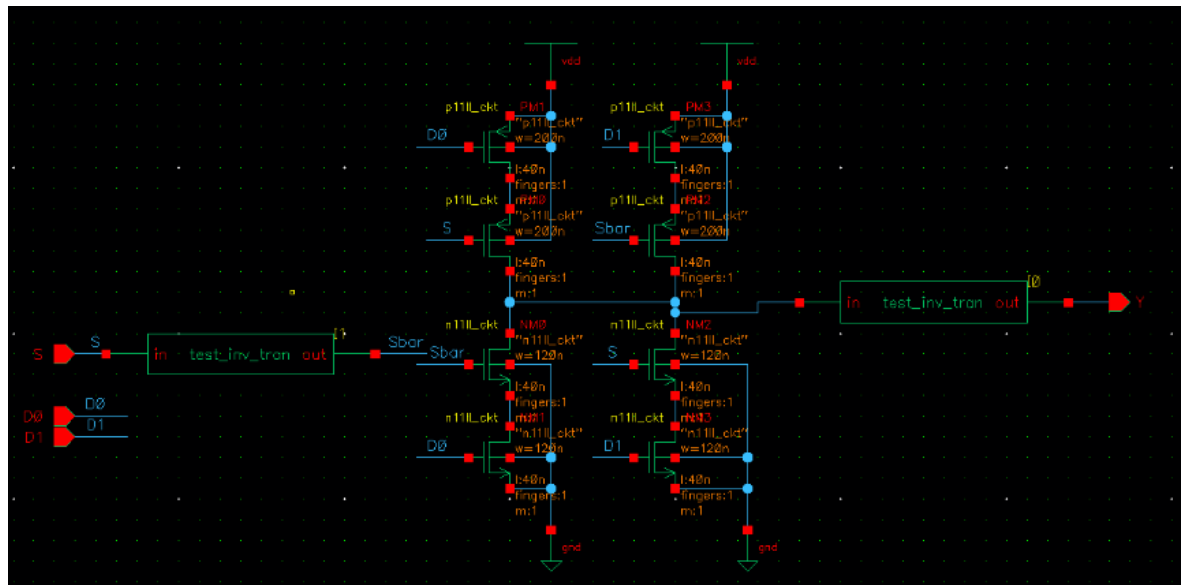 vdd
vdd
p11ll_ckt PM1
"p11ll_ckt"
w=200n
D0
l:40n
fingers:1
p11ll_ckt PM3
"p11ll_ckt"
w=200n
D1
l:40n
fingers:1
p11ll_ckt
"p11ll_ckt"
w=200n
S
l:40n
fingers:1
m:1
p11ll_ckt
"p11ll_ckt"
w=200n
Sbar
l:40n
fingers:1
m:1
in test_inv_tran out
I0
Y
n11ll_ckt NM0
"n11ll_ckt"
w=120n
Sbar
l:40n
fingers:1
n11ll_ckt NM2
"n11ll_ckt"
w=120n
S
l:40n
fingers:1
S
S
in test_inv_tran out
Sbar
D0
D0
D1
D1
n11ll_ckt
"n11ll_ckt"
w=120n
D0
l:40n
fingers:1
m:1
n11ll_ckt
"n11ll_ckt"
w=120n
D1
l:40n
fingers:1
m:1
gnd
gnd